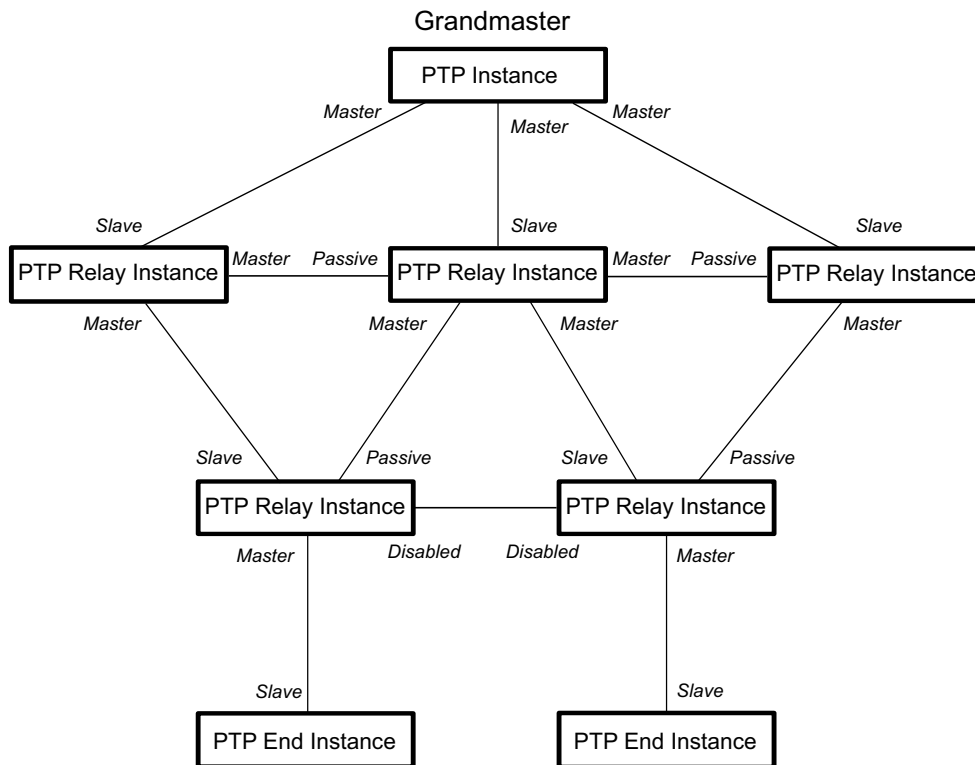 Grandmaster
PTP Instance
Master Master Master
Slave Slave Slave
PTP Relay Instance Master Passive PTP Relay Instance Master Passive PTP Relay Instance
Master Master Master Master
Slave Passive Slave Passive
PTP Relay Instance PTP Relay Instance
Master Disabled Disabled Master
Slave Slave
PTP End Instance PTP End Instance